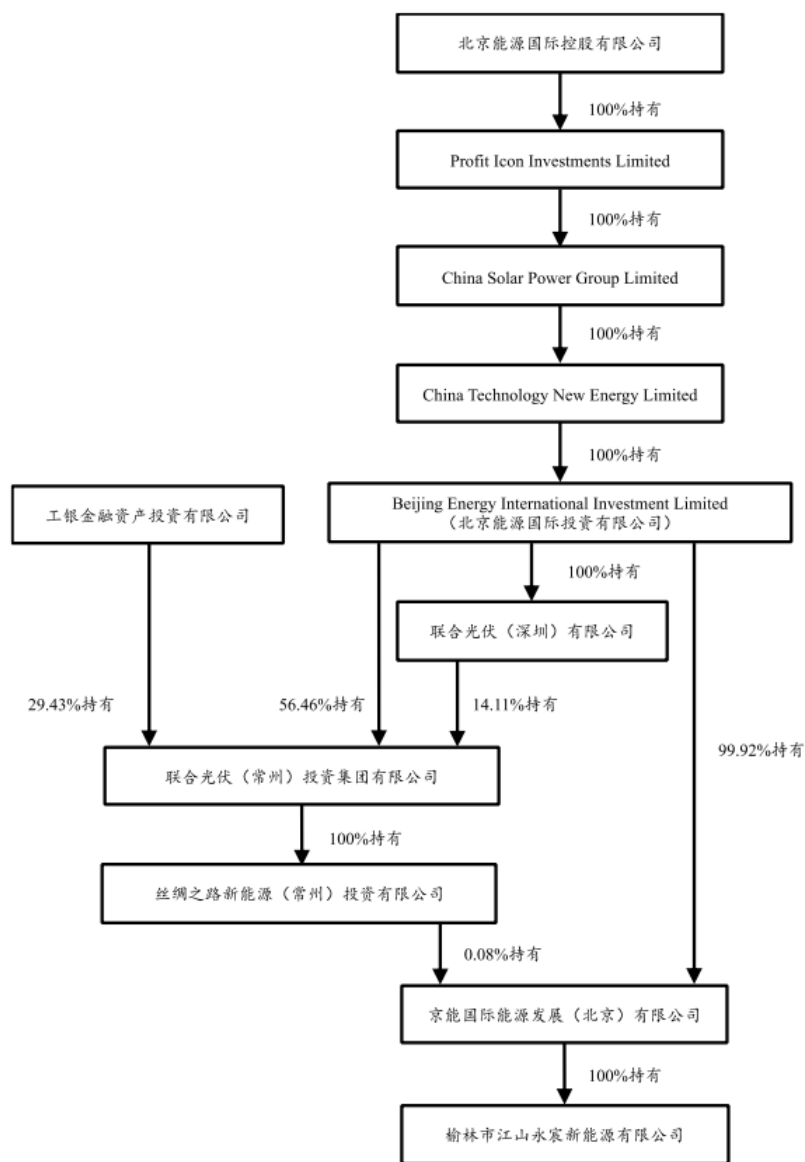 北京能源国际控股有限公司
100%持有
Profit Icon Investments Limited
100%持有
China Solar Power Group Limited
100%持有
China Technology New Energy Limited
100%持有
工银金融资产投资有限公司
Beijing Energy International Investment Limited
（北京能源国际投资有限公司）
100%持有
联合光伏（深圳）有限公司
29.43%持有
56.46%持有
14.11%持有
99.92%持有
联合光伏（常州）投资集团有限公司
100%持有
丝绸之路新能源（常州）投资有限公司
0.08%持有
京能国际能源发展（北京）有限公司
100%持有
榆林市江山永宸新能源有限公司